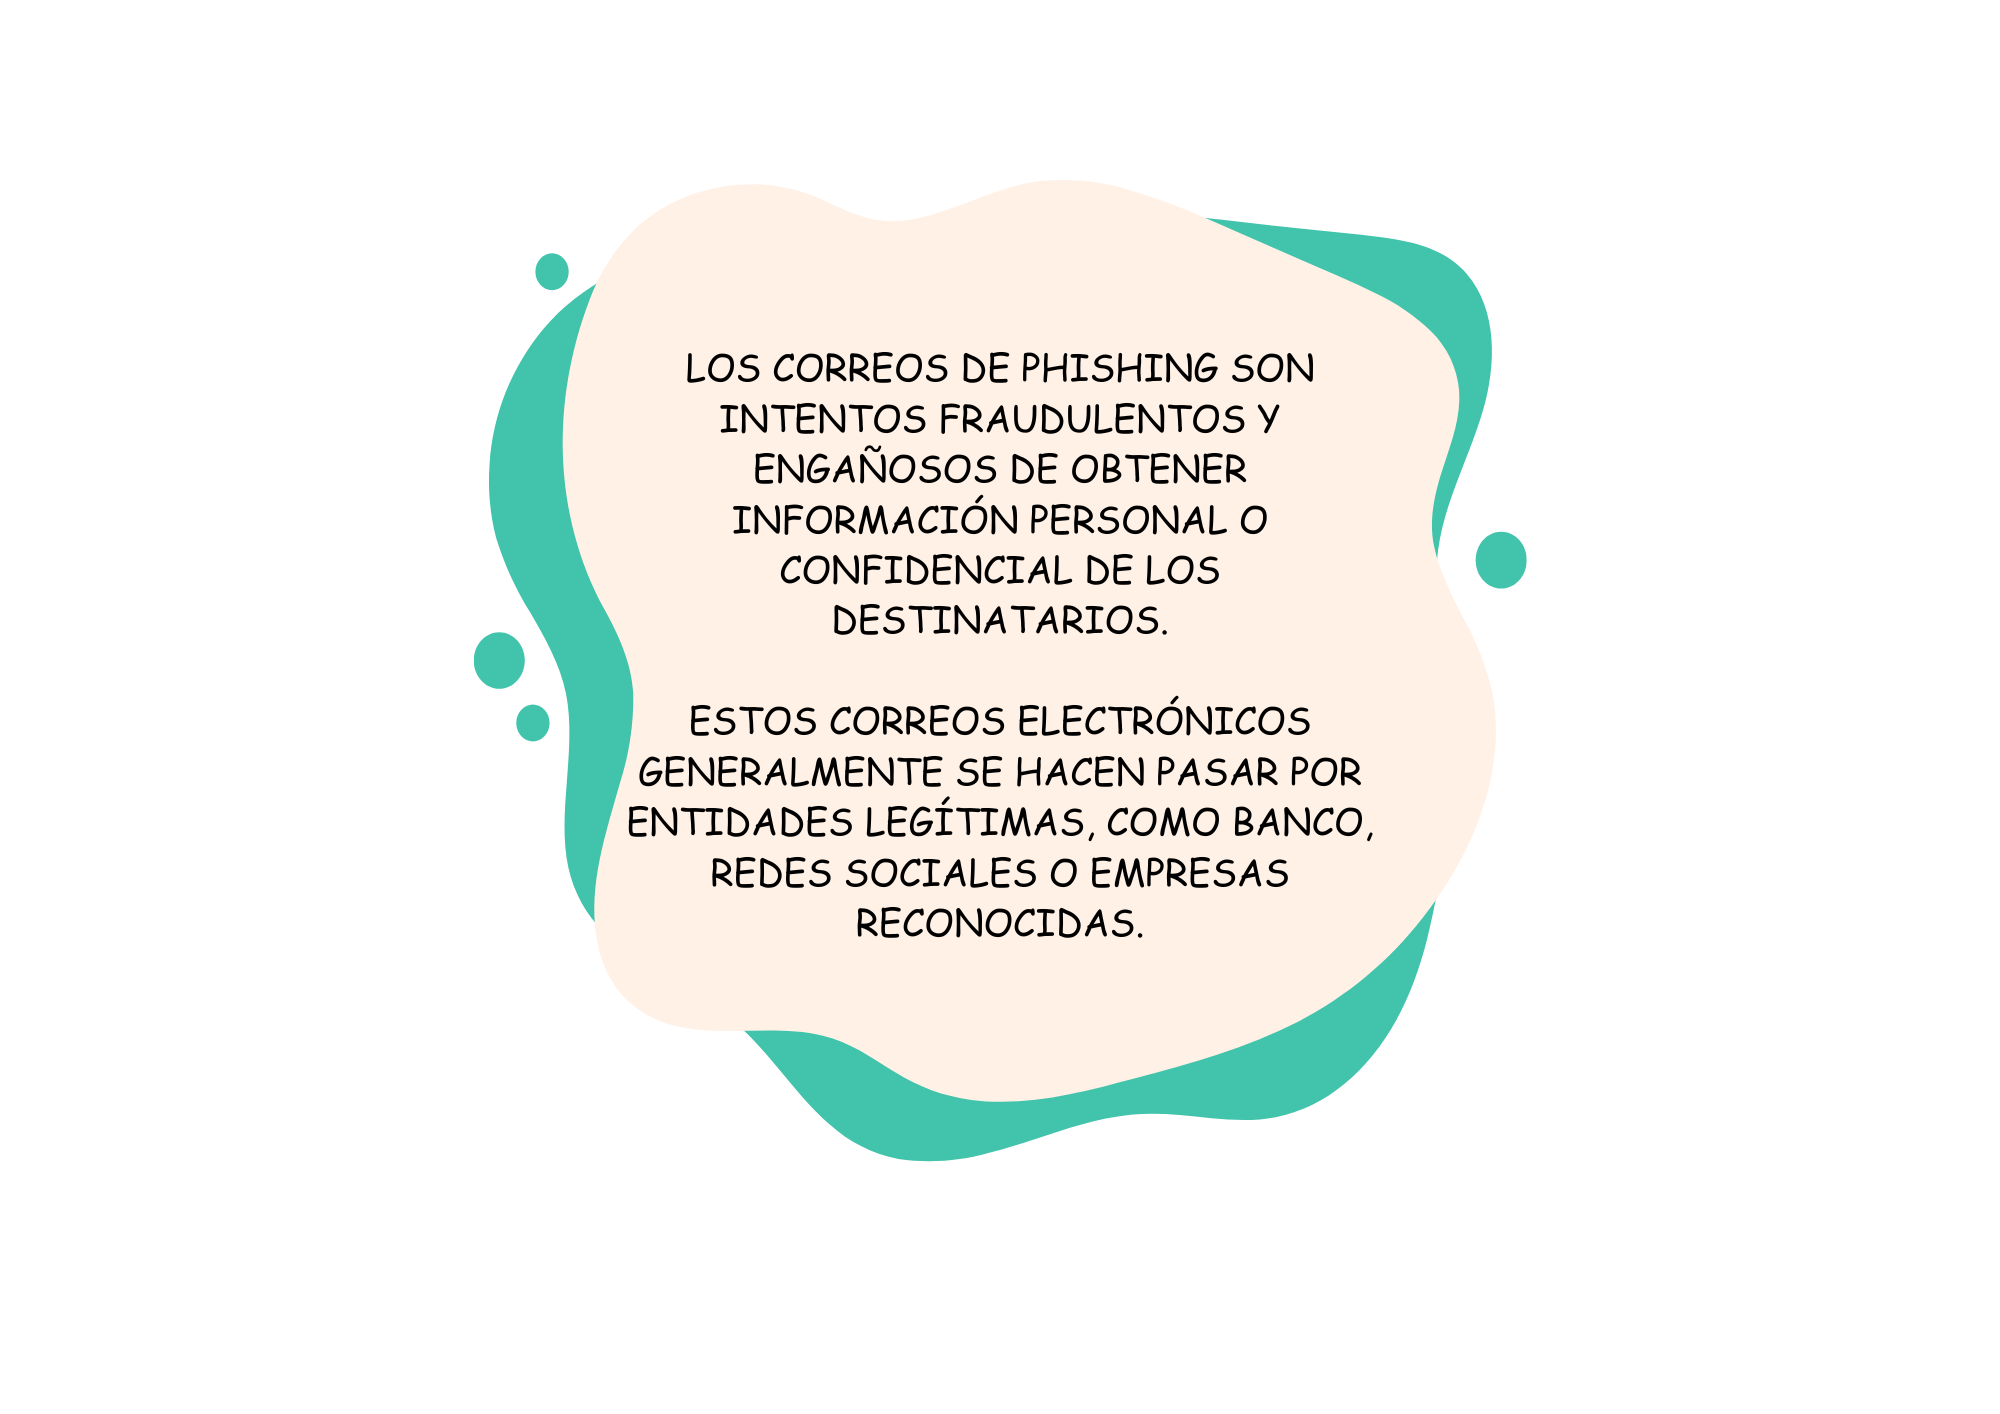 LOS CORREOS DE PHISHING SON
INTENTOS FRAUDULENTOS Y
ENGAÑOSOS DE OBTENER
INFORMACIÓN PERSONAL O
CONFIDENCIAL DE LOS
DESTINATARIOS.
ESTOS CORREOS ELECTRÓNICOS
GENERALMENTE SE HACEN PASAR POR
ENTIDADES LEGÍTIMAS, COMO BANCO,
REDES SOCIALES O EMPRESAS
RECONOCIDAS.